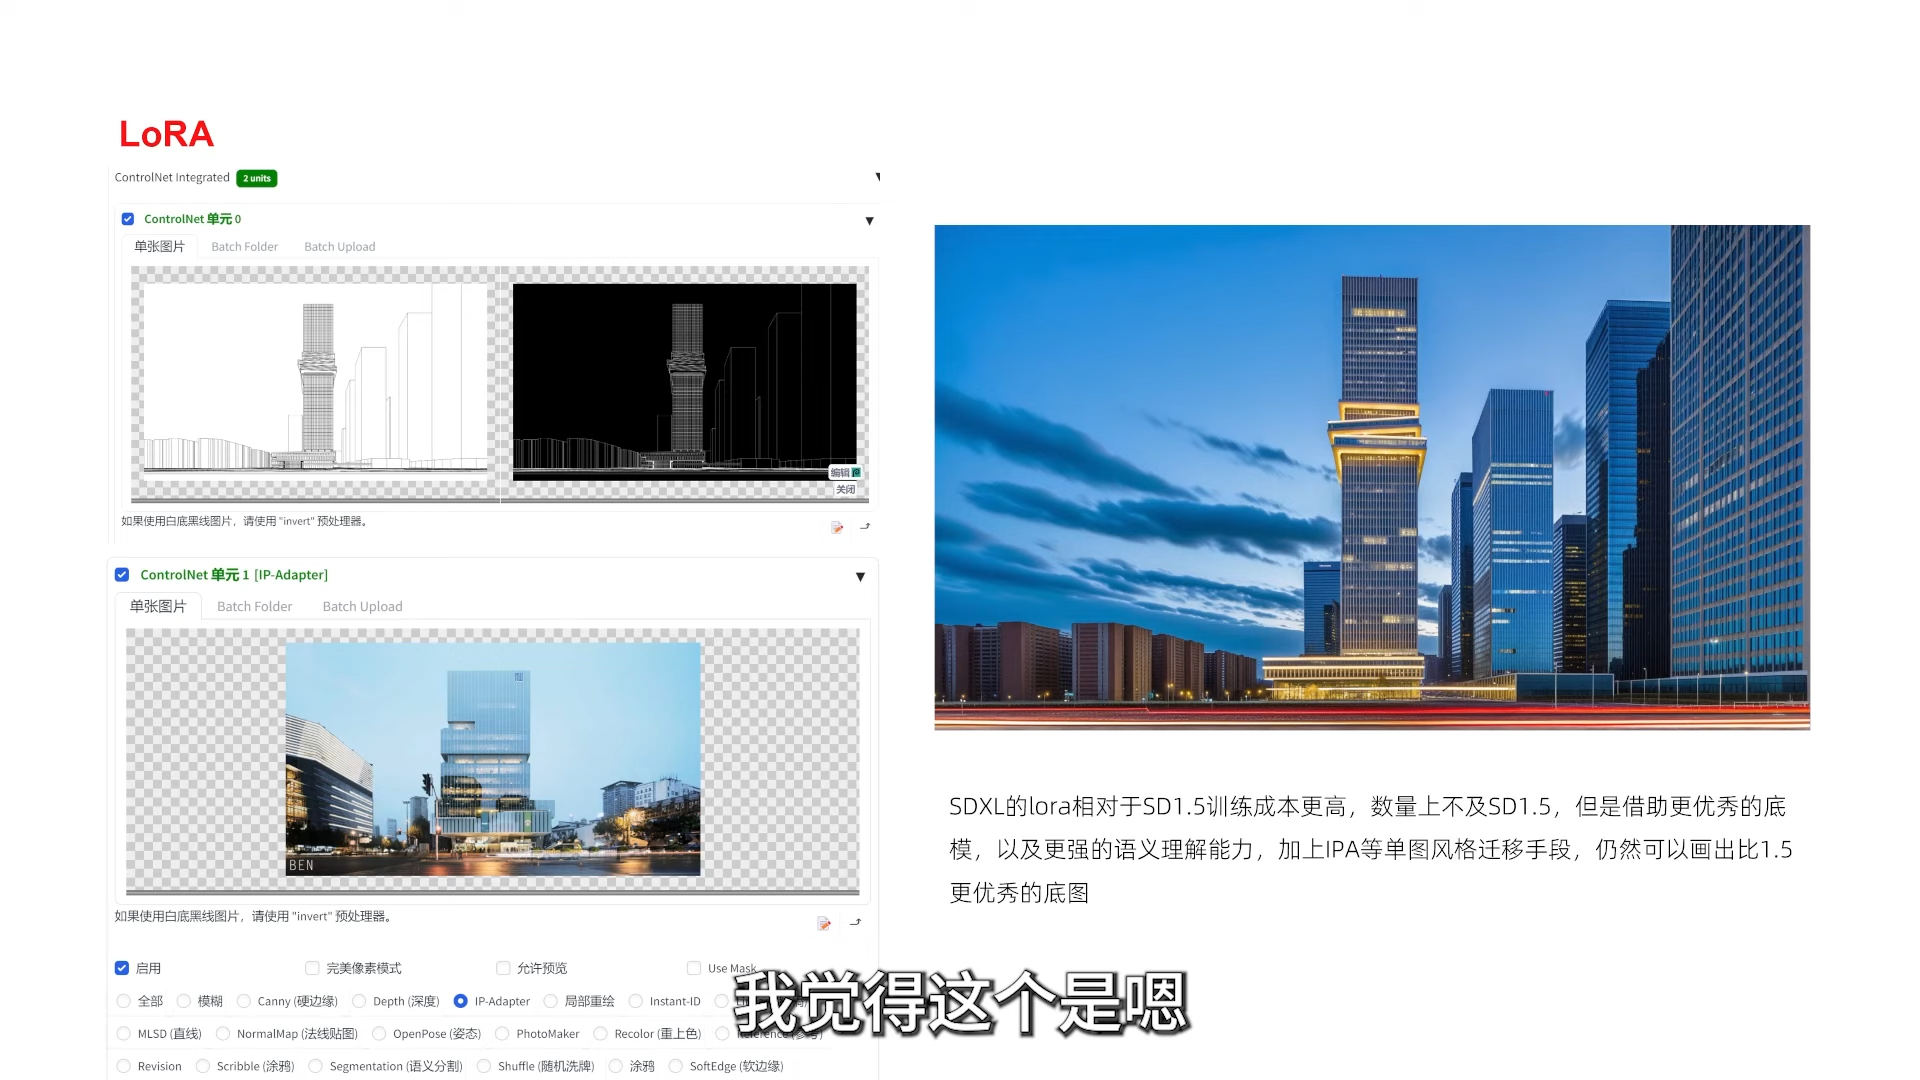 LoRA
ControlNet Integrated 2 units
ControlNet 单元 0
单张图片 Batch Folder Batch Upload
编辑
关闭
如果使用白底黑线图片，请使用 "invert" 预处理器。
ControlNet 单元 1 [IP-Adapter]
单张图片 Batch Folder Batch Upload
BEN
如果使用白底黑线图片，请使用 "invert" 预处理器。
启用 完美像素模式 允许预览 Use Mask
全部 模糊 Canny (硬边缘) Depth (深度) IP-Adapter 局部重绘 Instant-ID
MLSD (直线) NormalMap (法线贴图) OpenPose (姿态) PhotoMaker Recolor (重上色) Reference (参考)
Revision Scribble (涂鸦) Segmentation (语义分割) Shuffle (随机洗牌) 涂鸦 SoftEdge (软边缘)
SDXL的lora相对于SD1.5训练成本更高，数量上不及SD1.5，但是借助更优秀的底
模，以及更强的语义理解能力，加上IPA等单图风格迁移手段，仍然可以画出比1.5
更优秀的底图
我觉得这个是嗯